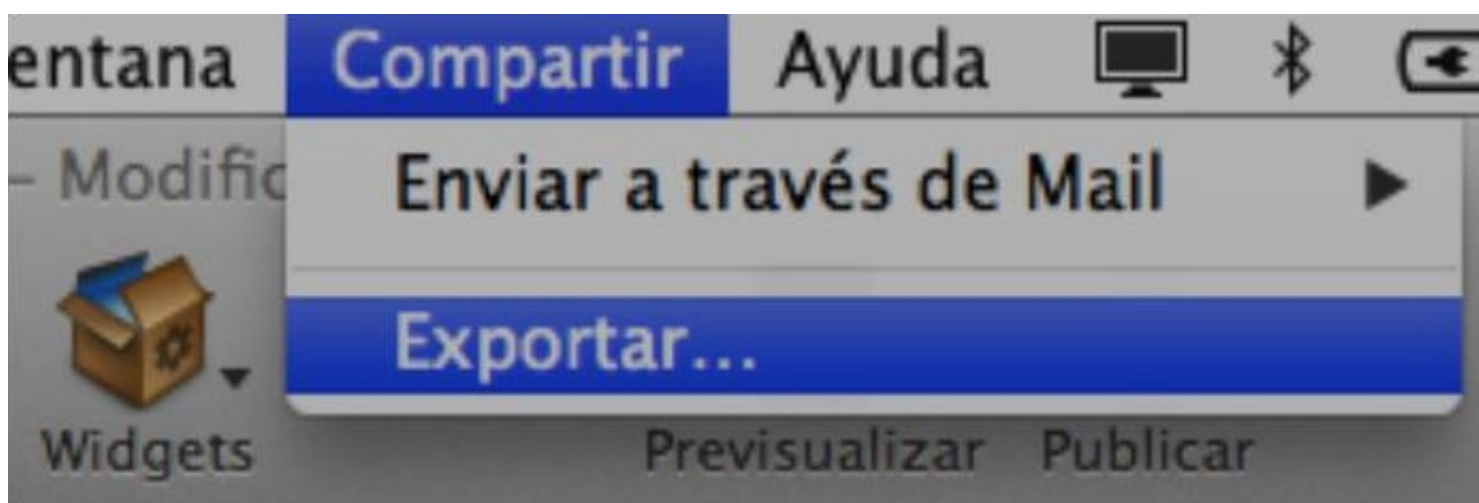 entana Compartir Ayuda
– Modific
Enviar a través de Mail
Exportar...
Widgets Previsualizar Publicar